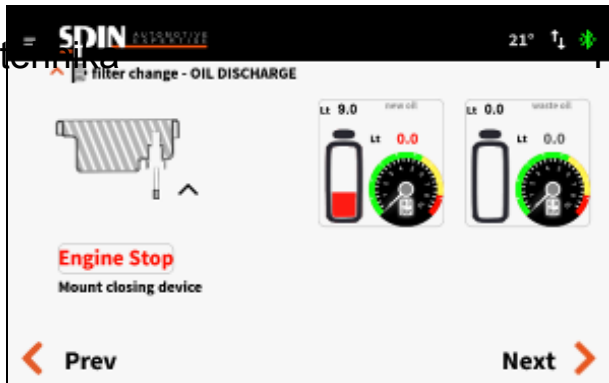 SDIN AUTOMOTIVE EXPERTISE
21°
tehnika
filter change - OIL DISCHARGE
Lt 9.0 new oil
Lt 0.0
Lt 0.0 waste oil
Lt 0.0
Engine Stop
Mount closing device
Prev
Next